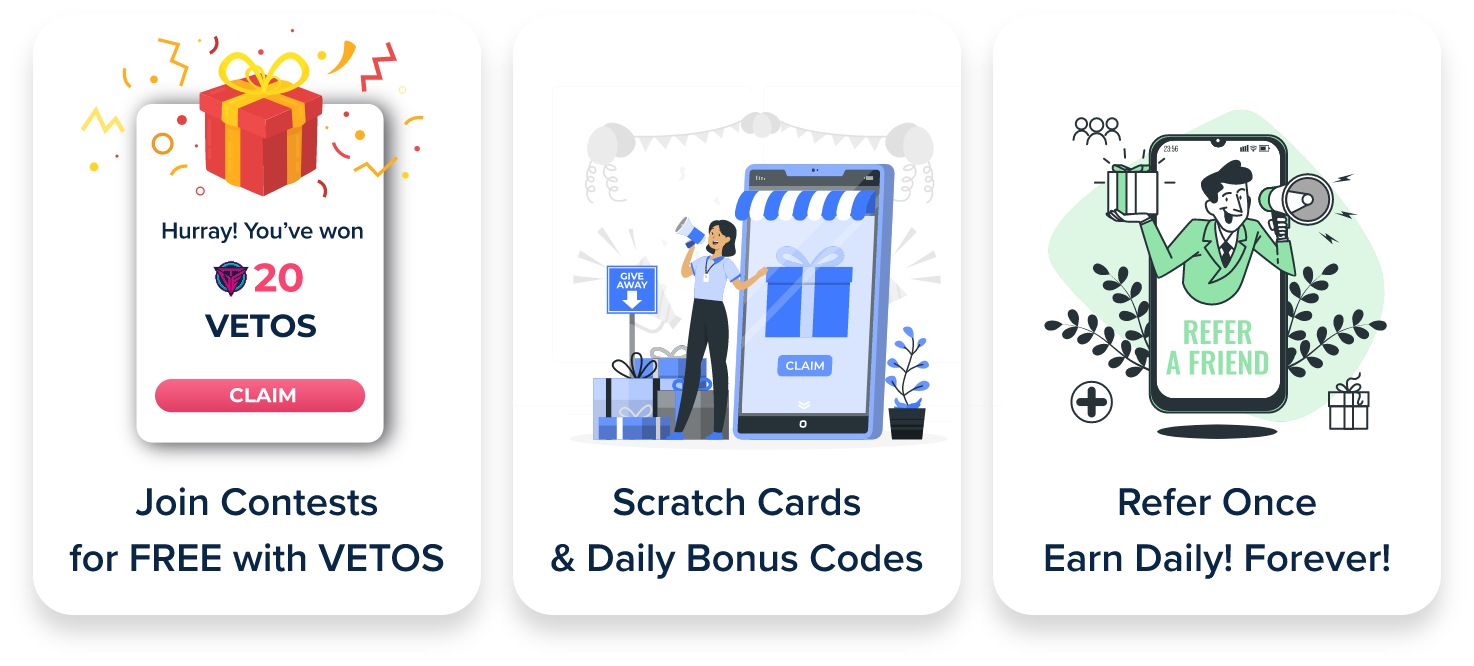 Hurray! You’ve won
20
VETOS
CLAIM
Join Contests
for FREE with VETOS
GIVE
AWAY
CLAIM
Scratch Cards
& Daily Bonus Codes
23:56
REFER
A FRIEND
Refer Once
Earn Daily! Forever!